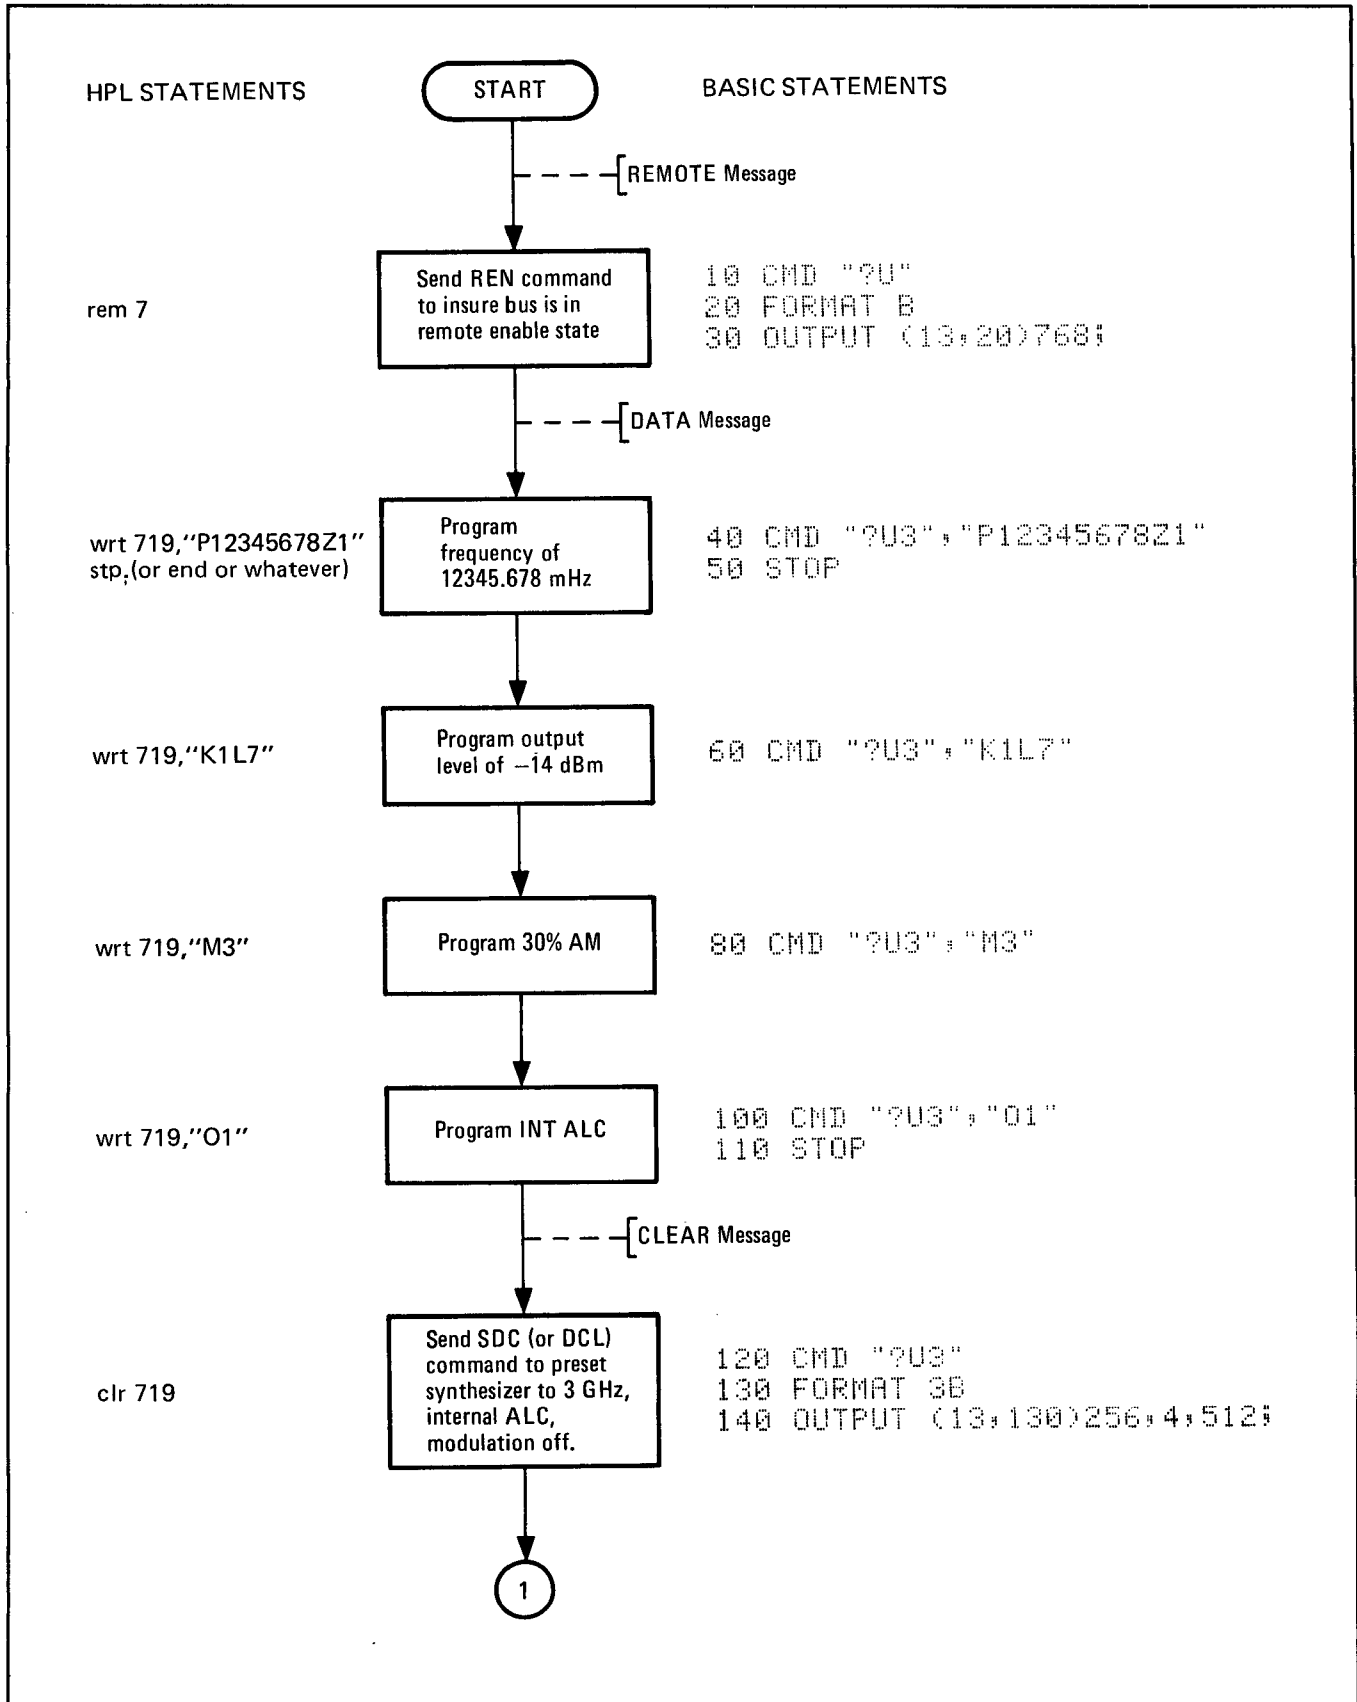 HPL STATEMENTS
START
BASIC STATEMENTS
REMOTE Message
rem 7
Send REN command
to insure bus is in
remote enable state
10 CMD "?U"
20 FORMAT B
30 OUTPUT (13,20)768;
DATA Message
wrt 719,"P12345678Z1"
stp,(or end or whatever)
Program
frequency of
12345.678 mHz
40 CMD "?U3","P12345678Z1"
50 STOP
wrt 719,"K1L7"
Program output
level of −14 dBm
60 CMD "?U3","K1L7"
wrt 719,"M3"
Program 30% AM
80 CMD "?U3","M3"
wrt 719,"O1"
Program INT ALC
100 CMD "?U3","O1"
110 STOP
CLEAR Message
clr 719
Send SDC (or DCL)
command to preset
synthesizer to 3 GHz,
internal ALC,
modulation off.
120 CMD "?U3"
130 FORMAT 3B
140 OUTPUT (13,130)256,4,512;
1